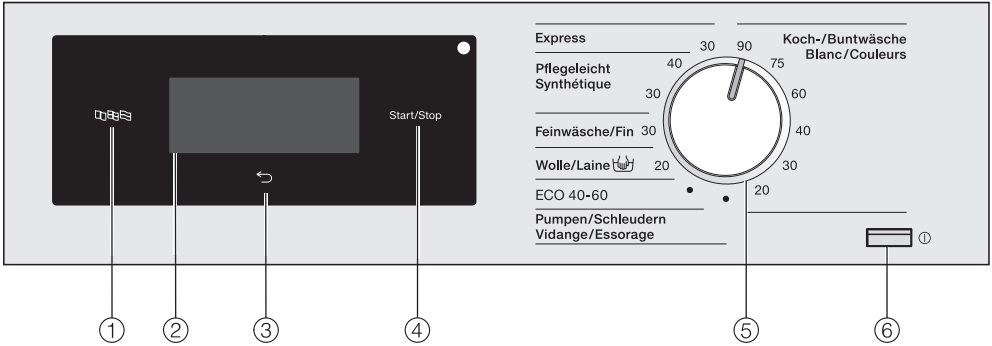 Start/Stop
Express
Pflegeleicht
Synthétique
Feinwäsche/Fin
Wolle/Laine
ECO 40-60
Pumpen/Schleudern
Vidange/Essorage
30
40
30
30
20
90
75
60
40
30
20
Koch-/Buntwäsche
Blanc/Couleurs
1
2
3
4
5
6